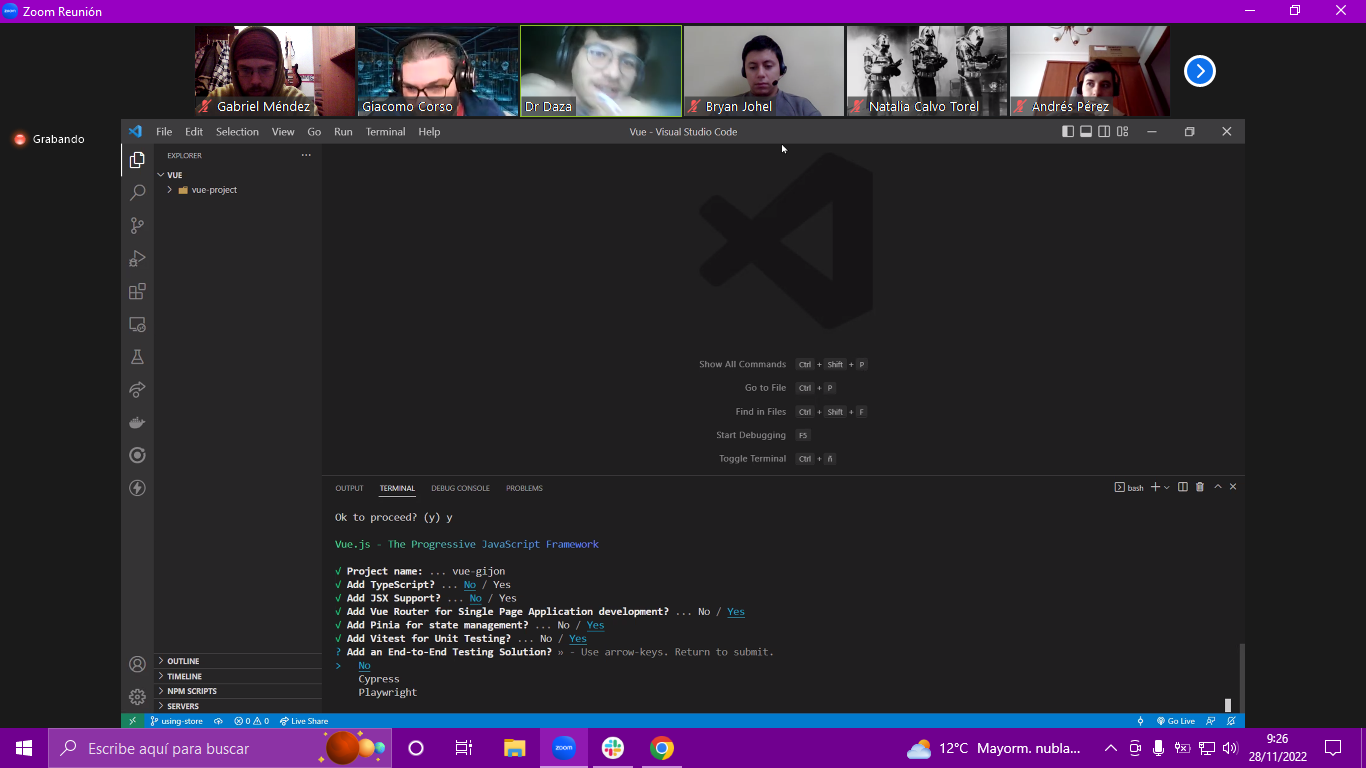 Zoom Reunión
Gabriel Méndez
Giacomo Corso
Dr Daza
Bryan Johel
Natalia Calvo Torel
Andrés Pérez
Grabando
File Edit Selection View Go Run Terminal Help
Vue - Visual Studio Code
EXPLORER
VUE
vue-project
Show All Commands Ctrl + Shift + P
Go to File Ctrl + P
Find in Files Ctrl + Shift + F
Start Debugging F5
Toggle Terminal Ctrl + ñ
OUTPUT TERMINAL DEBUG CONSOLE PROBLEMS
bash
Ok to proceed? (y) y
Vue.js - The Progressive JavaScript Framework
√ Project name: ... vue-gijon
√ Add TypeScript? ... No / Yes
√ Add JSX Support? ... No / Yes
√ Add Vue Router for Single Page Application development? ... No / Yes
√ Add Pinia for state management? ... No / Yes
√ Add Vitest for Unit Testing? ... No / Yes
? Add an End-to-End Testing Solution? » - Use arrow-keys. Return to submit.
> No
Cypress
Playwright
OUTLINE
TIMELINE
NPM SCRIPTS
SERVERS
using-store 0 0 Live Share
Go Live
Escribe aquí para buscar
zoom
12°C Mayorm. nubla...
9:26
28/11/2022